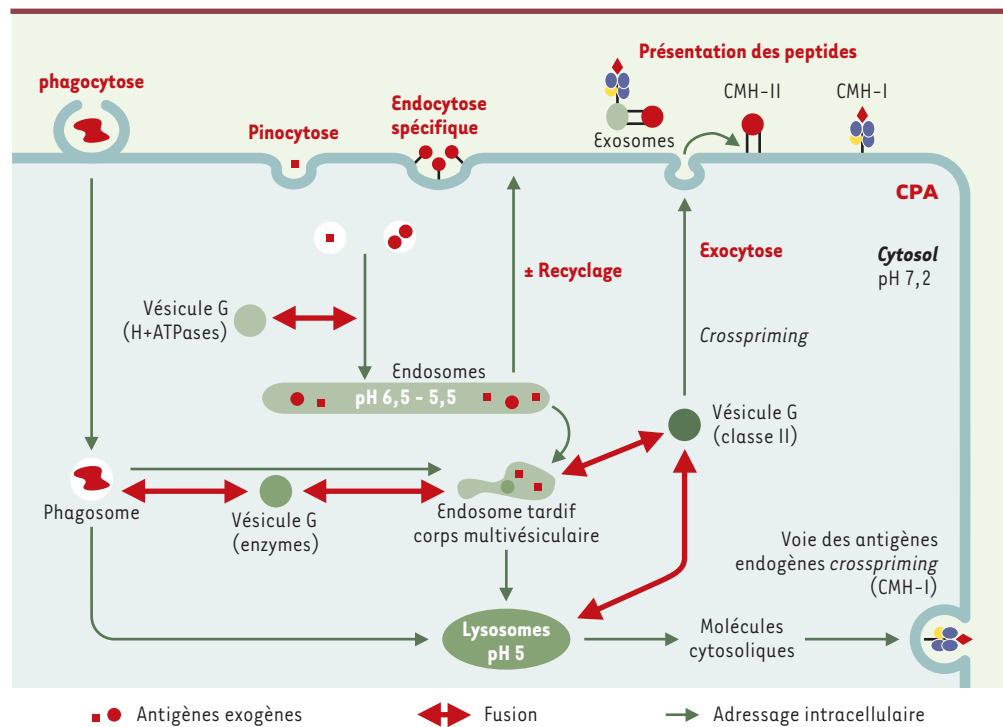 Présentation des peptides
phagocytose
CMH-II
CMH-I
Endocytose
spécifique
Pinocytose
Exosomes
CPA
Cytosol
pH 7,2
± Recyclage
Exocytose
Vésicule G
(H+ATPases)
Crosspriming
Endosomes
pH 6,5 - 5,5
Vésicule G
(classe II)
Phagosome
Vésicule G
(enzymes)
Endosome tardif
corps multivésiculaire
Voie des antigènes
endogènes crosspriming
(CMH-I)
Lysosomes
pH 5
Molécules
cytosoliques
Antigènes exogènes
Fusion
Adressage intracellulaire